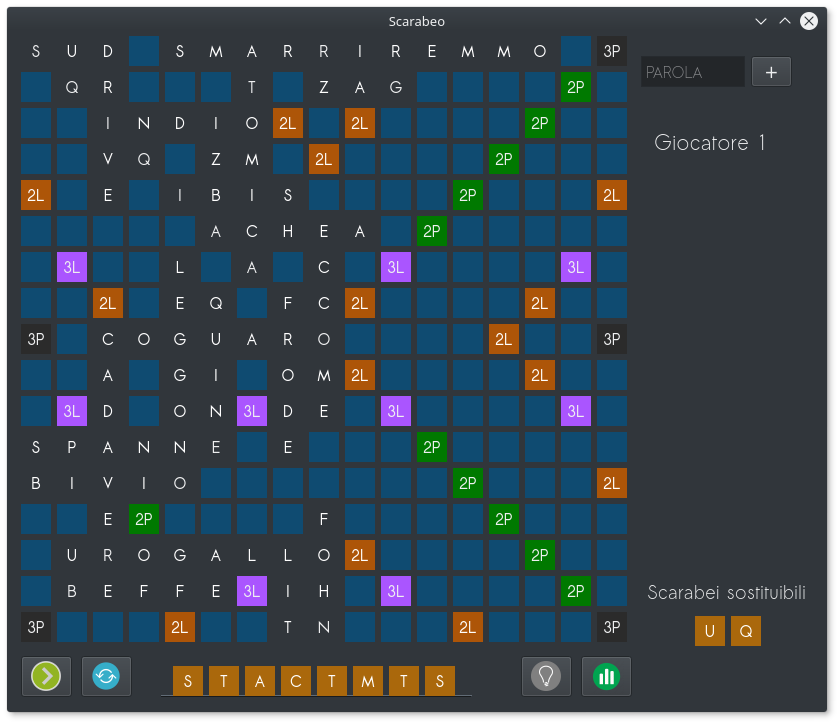 Scarabeo
S U D S M A R R I R E M M O 3P
Q R T Z A G 2P
PAROLA +
I N D I O 2L 2L 2P
Giocatore 1
V Q Z M 2L 2P
2L E I B I S 2P 2L
A C H E A 2P
3L L A C 3L 3L
2L E Q F C 2L 2L
3P C O G U A R O 2L 3P
A G I O M 2L 2L
3L D O N 3L D E 3L 3L
S P A N N E E 2P
B I V I O 2P 2L
E 2P F 2P
U R O G A L L O 2L 2P
B E F F E 3L I H 3L 2P
Scarabei sostituibili
3P 2L T N 2L 3P
U Q
S T A C T M T S